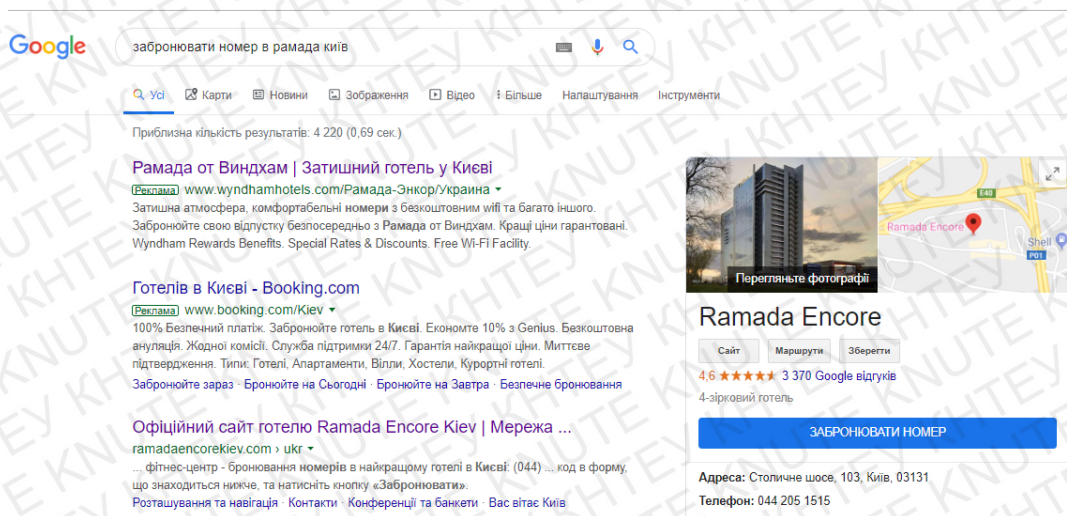 Google
забронювати номер в рамада київ
Усі Карти Новини Зображення Відео Більше Налаштування Інструменти
Приблизна кількість результатів: 4 220 (0,69 сек.)
Рамада от Виндхам | Затишний готель у Києві
Реклама www.wyndhamhotels.com/Рамада-Энкор/Украина
Затишна атмосфера, комфортабельні номери з безкоштовним wifi та багато іншого.
Забронюйте свою відпустку безпосередньо з Рамада от Виндхам. Кращі ціни гарантовані.
Wyndham Rewards Benefits. Special Rates & Discounts. Free Wi-Fi Facility.
Готелів в Києві - Booking.com
Реклама www.booking.com/Kiev
100% Безпечний платіж. Забронюйте готель в Києві. Економте 10% з Genius. Безкоштовна
ануляція. Жодної комісії. Служба підтримки 24/7. Гарантія найкращої ціни. Миттєве
підтвердження. Типи: Готелі, Апартаменти, Вілли, Хостели, Курортні готелі.
Забронюйте зараз · Бронюйте на Сьогодні · Бронюйте на Завтра · Безпечне бронювання
Офіційний сайт готелю Ramada Encore Kiev | Мережа ...
ramadaencorekiev.com › ukr
... фітнес-центр - бронювання номерів в найкращому готелі в Києві: (044) ... код в форму,
що знаходиться нижче, та натисніть кнопку «Забронювати».
Розташування та навігація · Контакти · Конференції та банкети · Вас вітає Київ
Перегляньте фотографії
E40
Ramada Encore
Shell
P01
Ramada Encore
Сайт Маршрути Зберегти
4,6 3 370 Google відгуків
4-зірковий готель
ЗАБРОНЮВАТИ НОМЕР
Адреса: Столичне шосе, 103, Київ, 03131
Телефон: 044 205 1515
KNUTE KHTEY